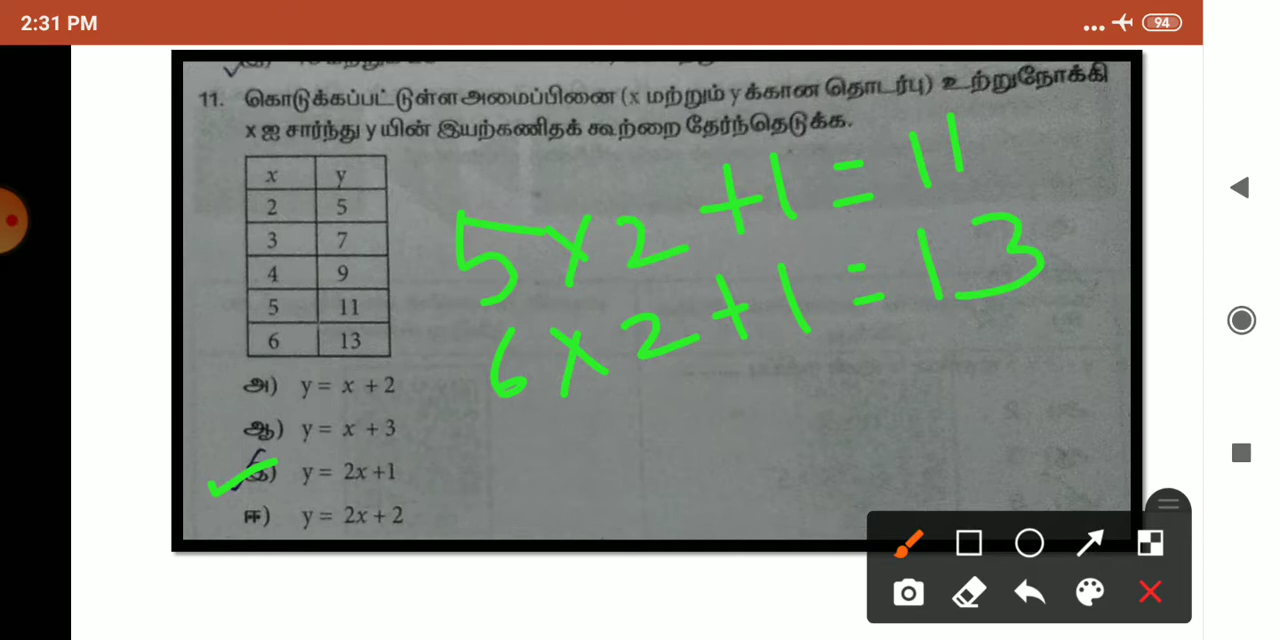 2:31 PM
94
11. கொடுக்கப்பட்டுள்ள அமைப்பினை (x மற்றும் y க்கான தொடர்பு) உற்றுநோக்கி
x ஐ சார்ந்து y யின் இயற்கணிதக் கூற்றை தேர்ந்தெடுக்க.
x y
2 5
3 7
4 9
5 11
6 13
5 x 2 + 1 = 11
6 x 2 + 1 = 13
அ) y = x + 2
ஆ) y = x + 3
இ) y = 2x +1
ஈ) y = 2x + 2